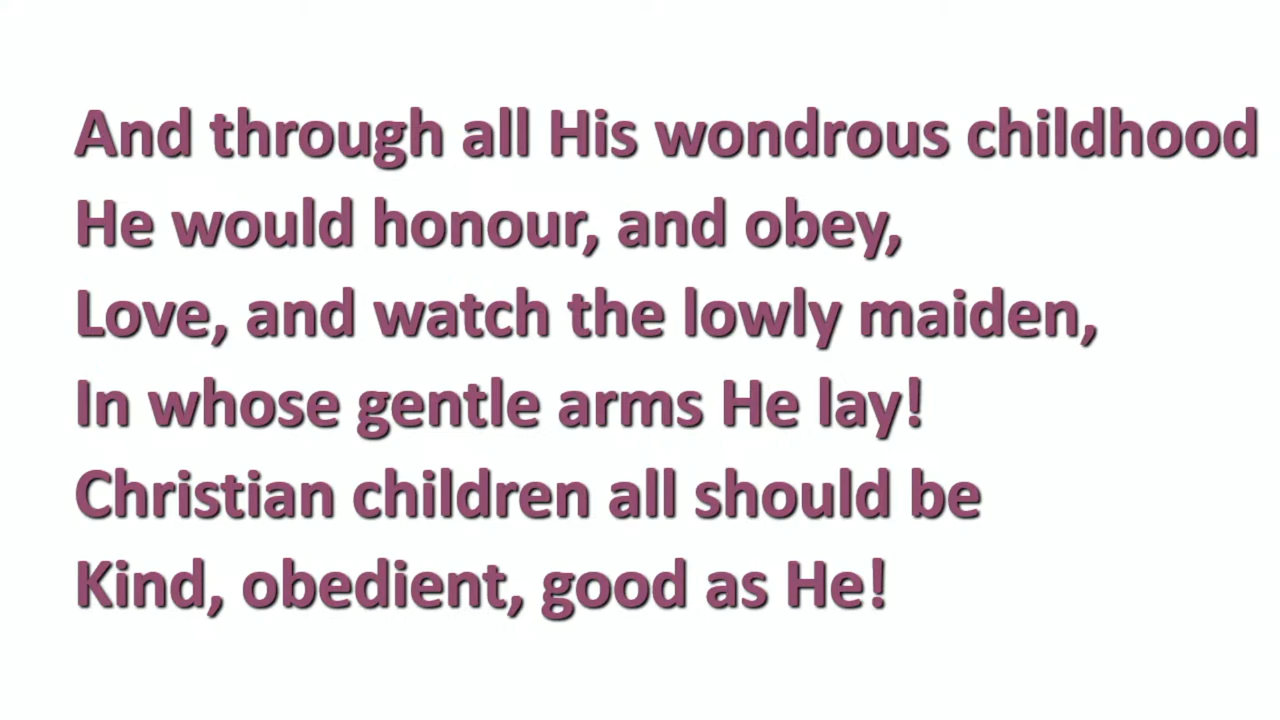 And through all His wondrous childhood
He would honour, and obey,
Love, and watch the lowly maiden,
In whose gentle arms He lay!
Christian children all should be
Kind, obedient, good as He!